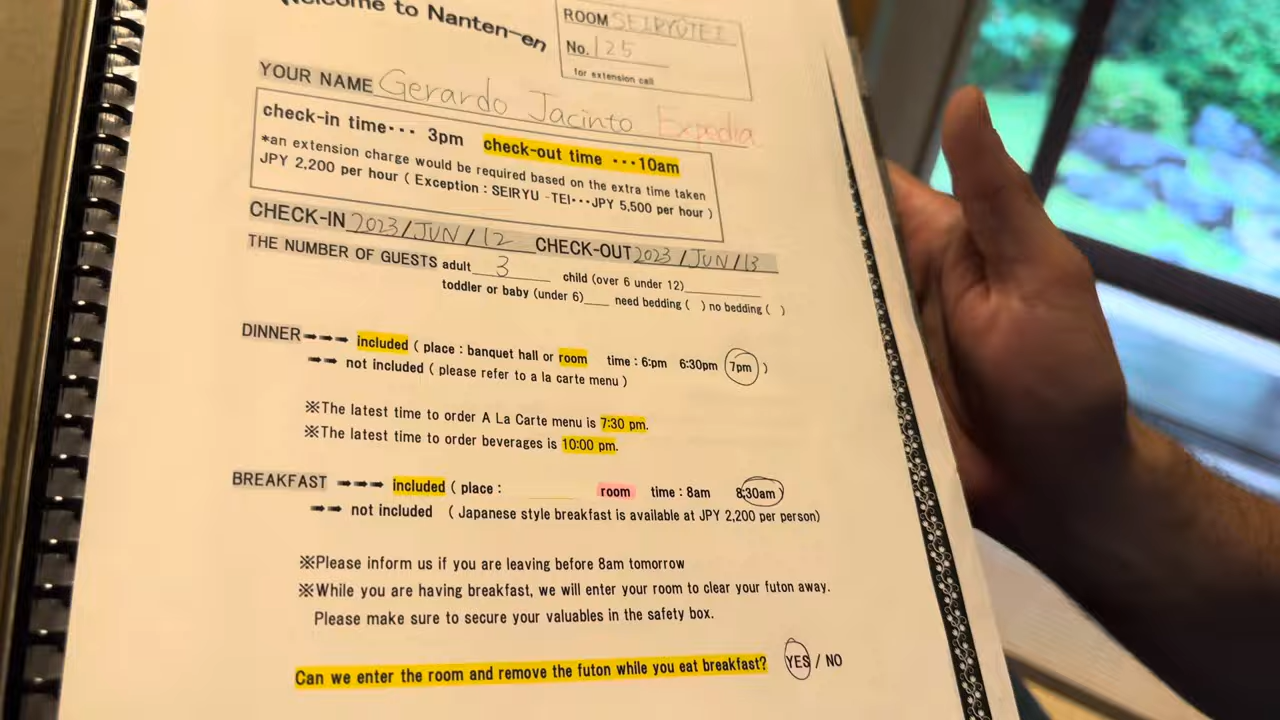 Welcome to Nanten-en
ROOM SEIRYUTEI
No. 125
for extension call
YOUR NAME Gerardo Jacinto Expedia
check-in time･･･ 3pm check-out time ･･･10am
*an extension charge would be required based on the extra time taken
JPY 2,200 per hour ( Exception : SEIRYU -TEI･･･JPY 5,500 per hour )
CHECK-IN 2023/JUN/12 CHECK-OUT 2023/JUN/13
THE NUMBER OF GUESTS adult 3 child (over 6 under 12)
toddler or baby (under 6) need bedding ( ) no bedding ( )
DINNER➞➞➞ included ( place : banquet hall or room time : 6:pm 6:30pm 7pm )
➞➞ not included ( please refer to a la carte menu )
※The latest time to order A La Carte menu is 7:30 pm.
※The latest time to order beverages is 10:00 pm.
BREAKFAST ➞➞➞ included ( place : room time : 8am 8:30am )
➞➞ not included ( Japanese style breakfast is available at JPY 2,200 per person)
※Please inform us if you are leaving before 8am tomorrow
※While you are having breakfast, we will enter your room to clear your futon away.
Please make sure to secure your valuables in the safety box.
Can we enter the room and remove the futon while you eat breakfast? YES / NO